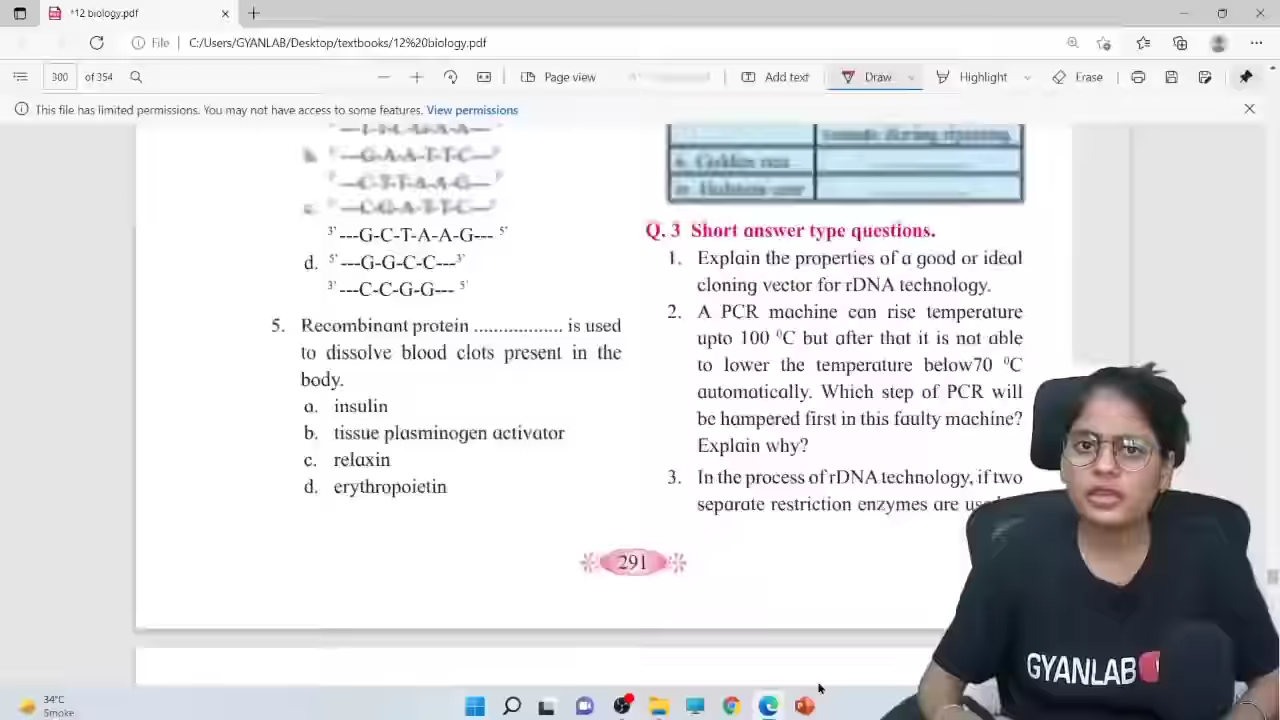 *12 biology.pdf
File
C:/Users/GYANLAB/Desktop/textbooks/12%20biology.pdf
300 of 354
Page view
Add text
Draw
Highlight
Erase
This file has limited permissions. You may not have access to some features. View permissions
b. ---G-A-A-T-T-C---
---C-T-T-A-A-G---
c. ---C-G-A-T-T-C---
3' ---G-C-T-A-A-G--- 5'
d. 5' ---G-G-C-C--- 3'
3' ---C-C-G-G--- 5'
5. Recombinant protein .................. is used
to dissolve blood clots present in the
body.
a. insulin
b. tissue plasminogen activator
c. relaxin
d. erythropoietin
Q. 3 Short answer type questions.
1. Explain the properties of a good or ideal
cloning vector for rDNA technology.
2. A PCR machine can rise temperature
upto 100 ⁰C but after that it is not able
to lower the temperature below70 ⁰C
automatically. Which step of PCR will
be hampered first in this faulty machine?
Explain why?
3. In the process of rDNA technology, if two
separate restriction enzymes are
291
GYANLAB
34°C
Smoke